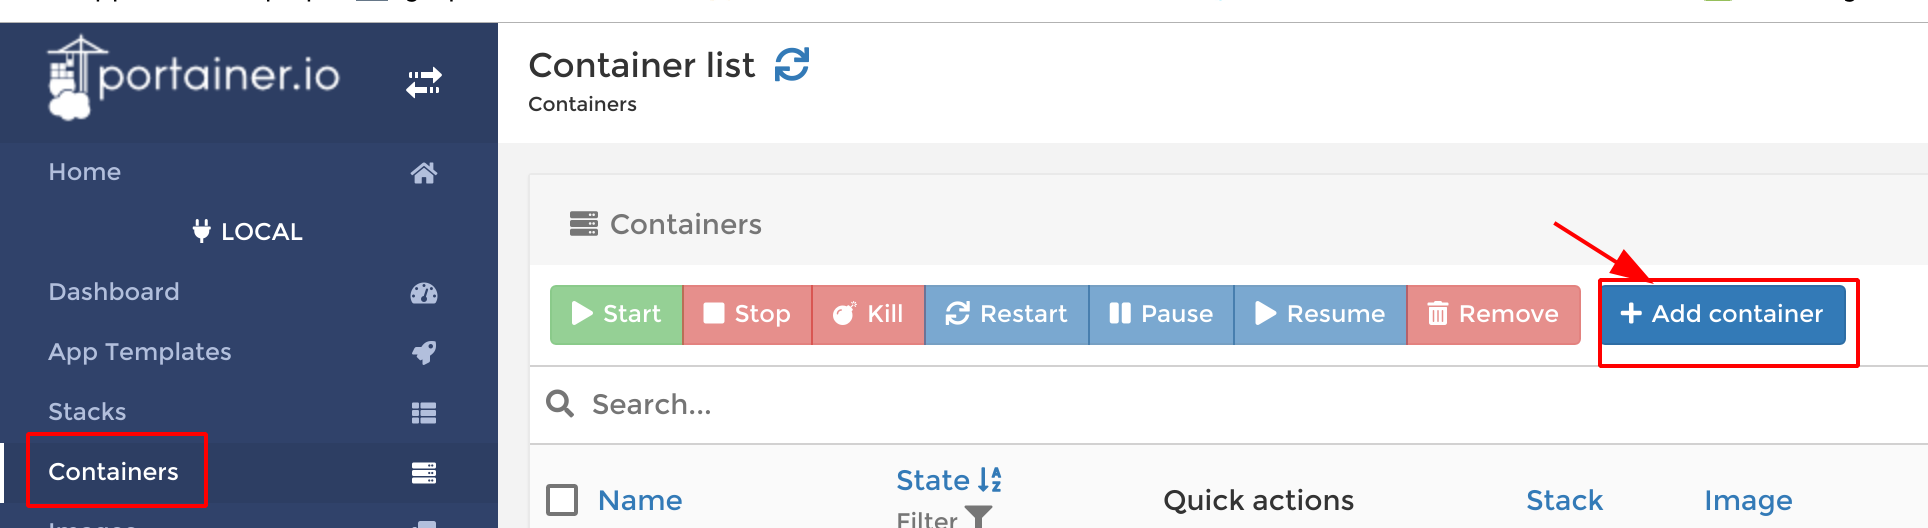 portainer.io
Home
LOCAL
Dashboard
App Templates
Stacks
Containers
Container list
Containers
Containers
Start Stop Kill Restart Pause Resume Remove Add container
Search...
Name State Quick actions Stack Image
Filter